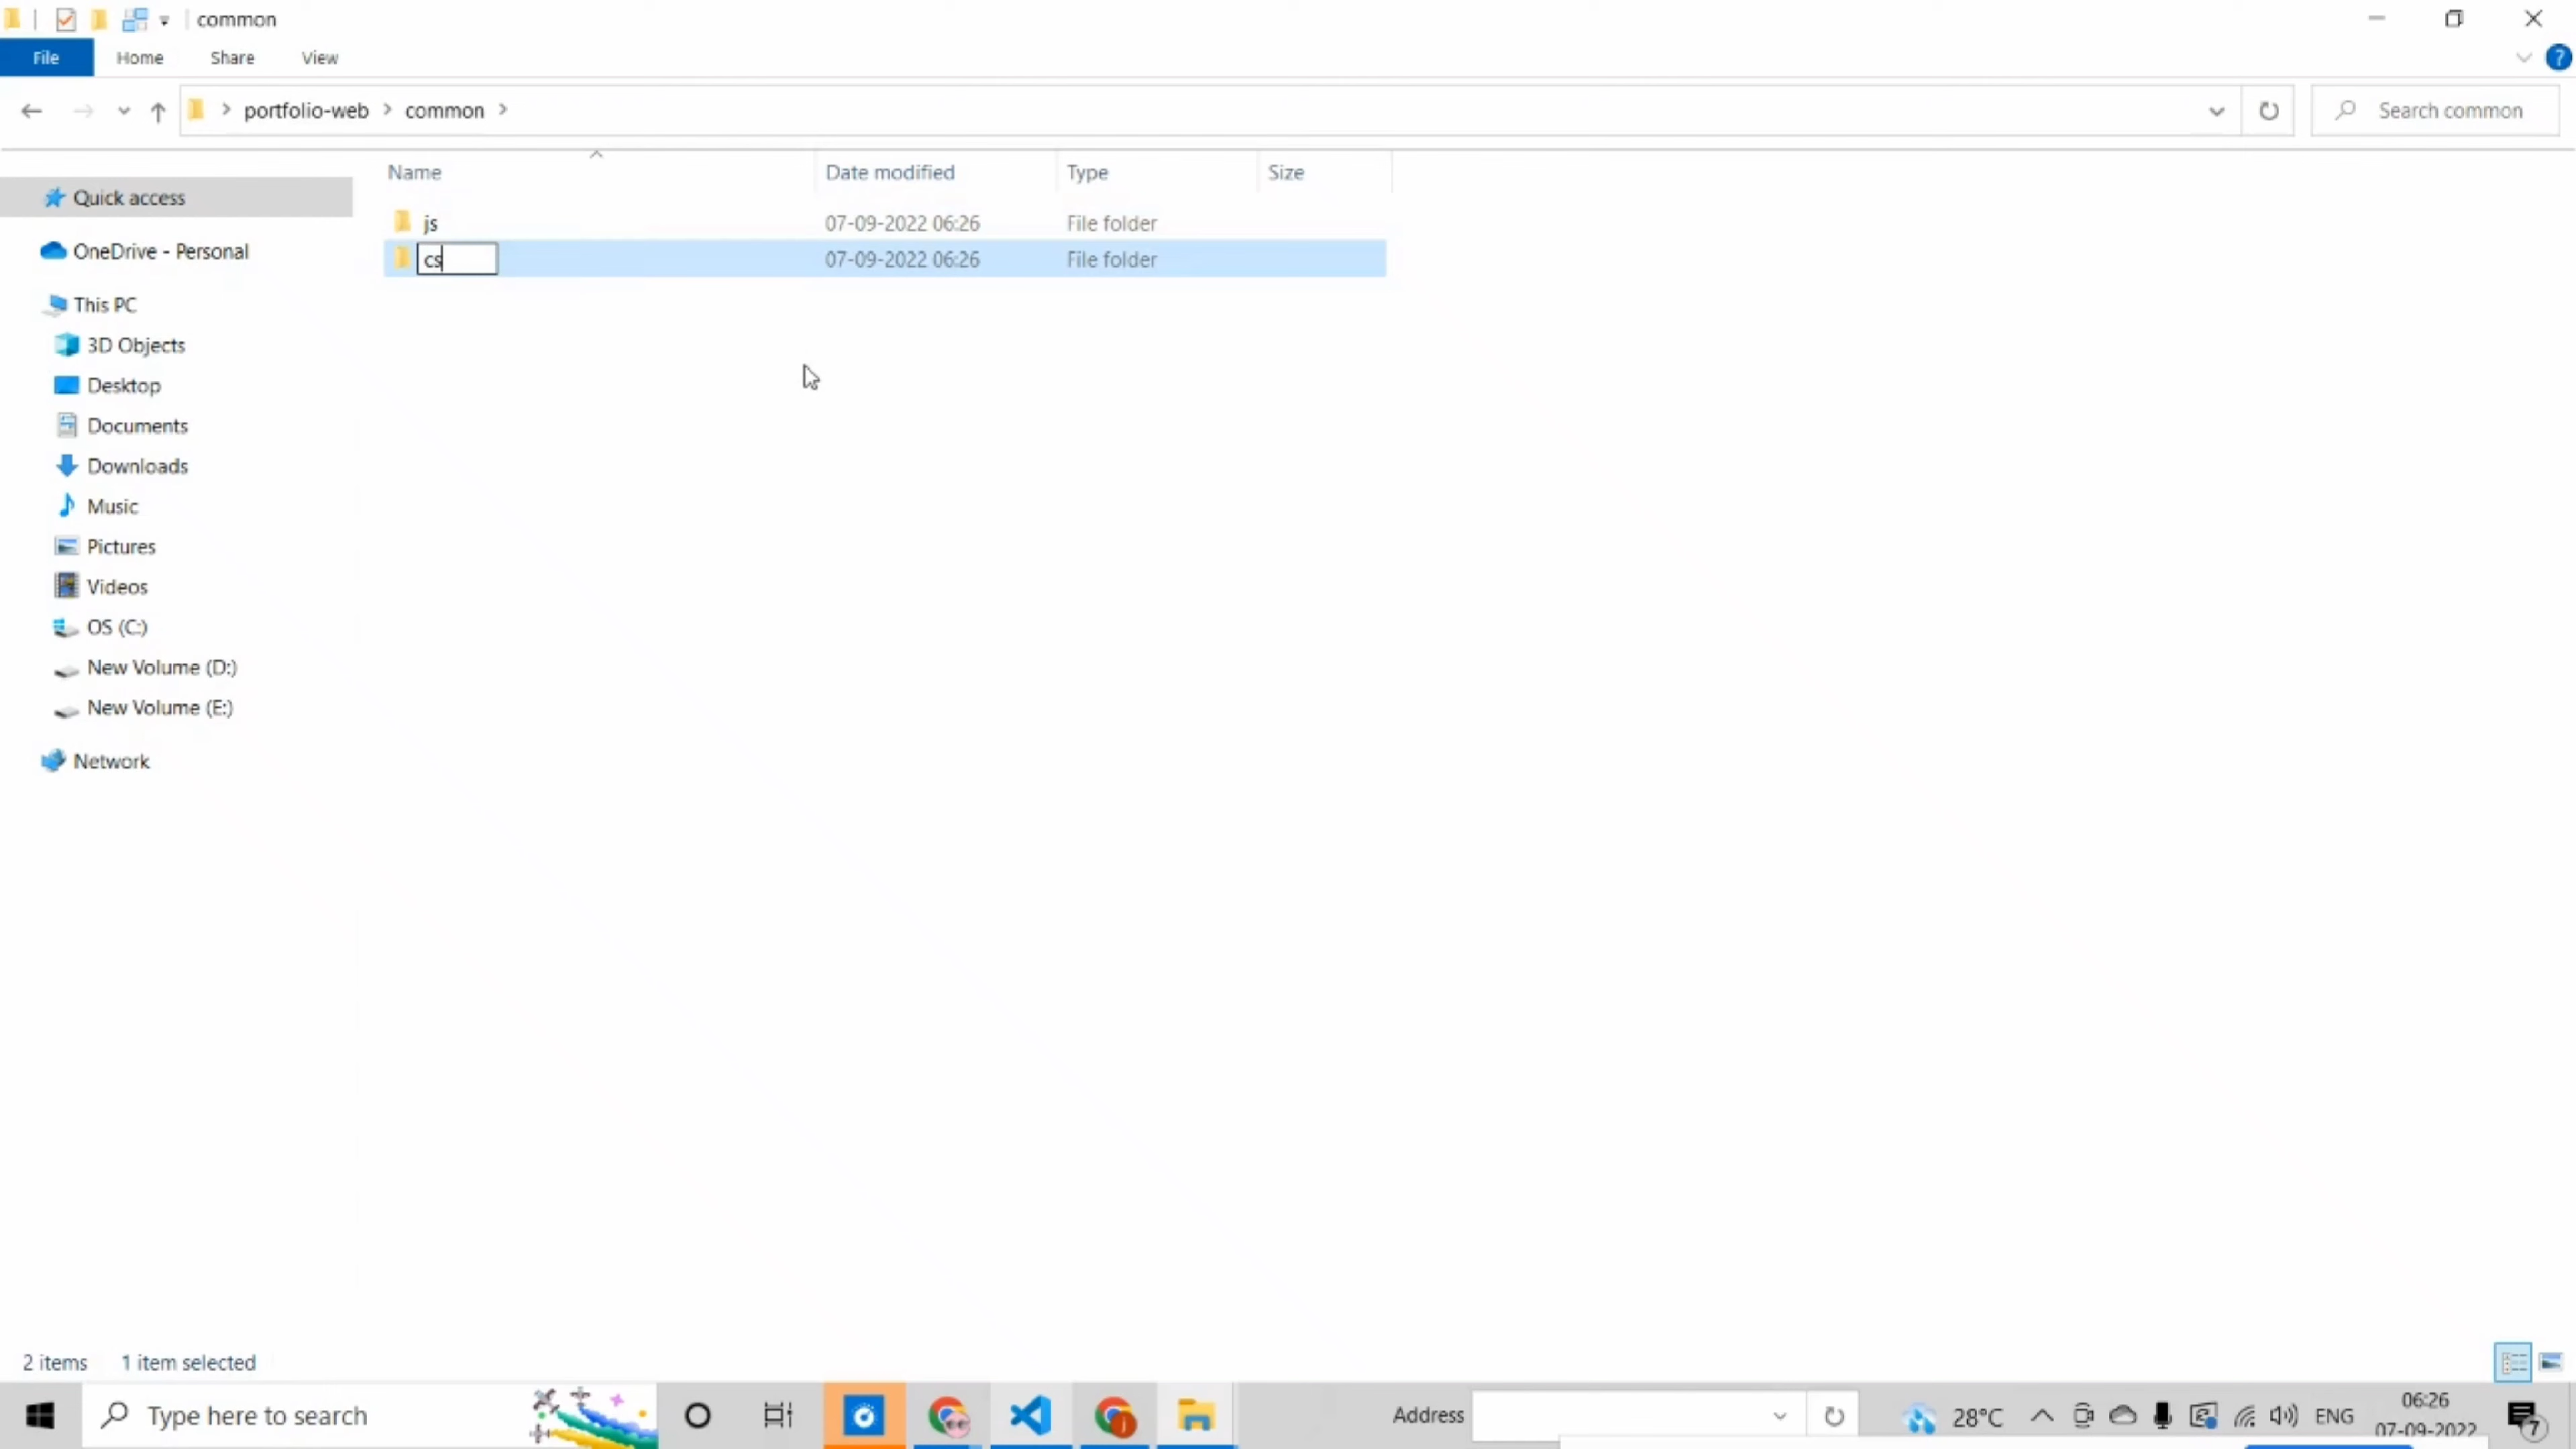 common
File Home Share View
portfolio-web common Search common
Name Date modified Type Size
Quick access
js 07-09-2022 06:26 File folder
cs 07-09-2022 06:26 File folder
OneDrive - Personal
This PC
3D Objects
Desktop
Documents
Downloads
Music
Pictures
Videos
OS (C:)
New Volume (D:)
New Volume (E:)
Network
2 items 1 item selected
Type here to search Address 28°C ENG 06:26
07-09-2022 7